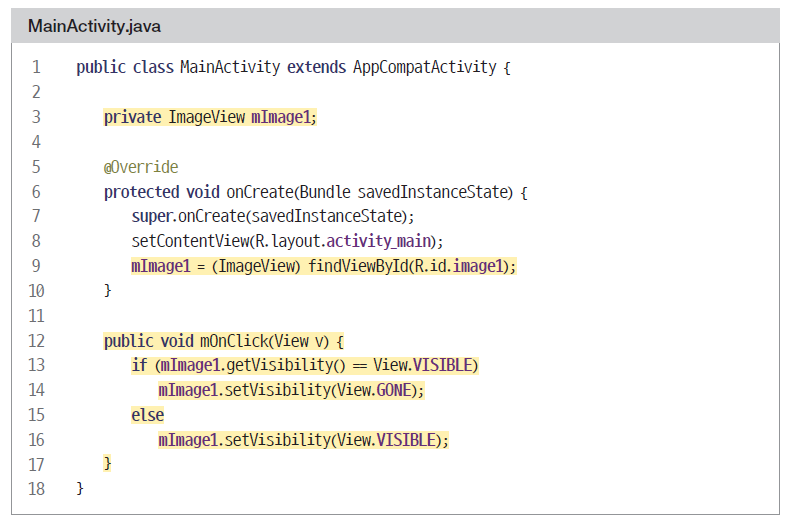 MainActivity.java
1 public class MainActivity extends AppCompatActivity {
2
3 private ImageView mImage1;
4
5 @Override
6 protected void onCreate(Bundle savedInstanceState) {
7 super.onCreate(savedInstanceState);
8 setContentView(R.layout.activity_main);
9 mImage1 = (ImageView) findViewById(R.id.image1);
10 }
11
12 public void mOnClick(View v) {
13 if (mImage1.getVisibility() == View.VISIBLE)
14 mImage1.setVisibility(View.GONE);
15 else
16 mImage1.setVisibility(View.VISIBLE);
17 }
18 }